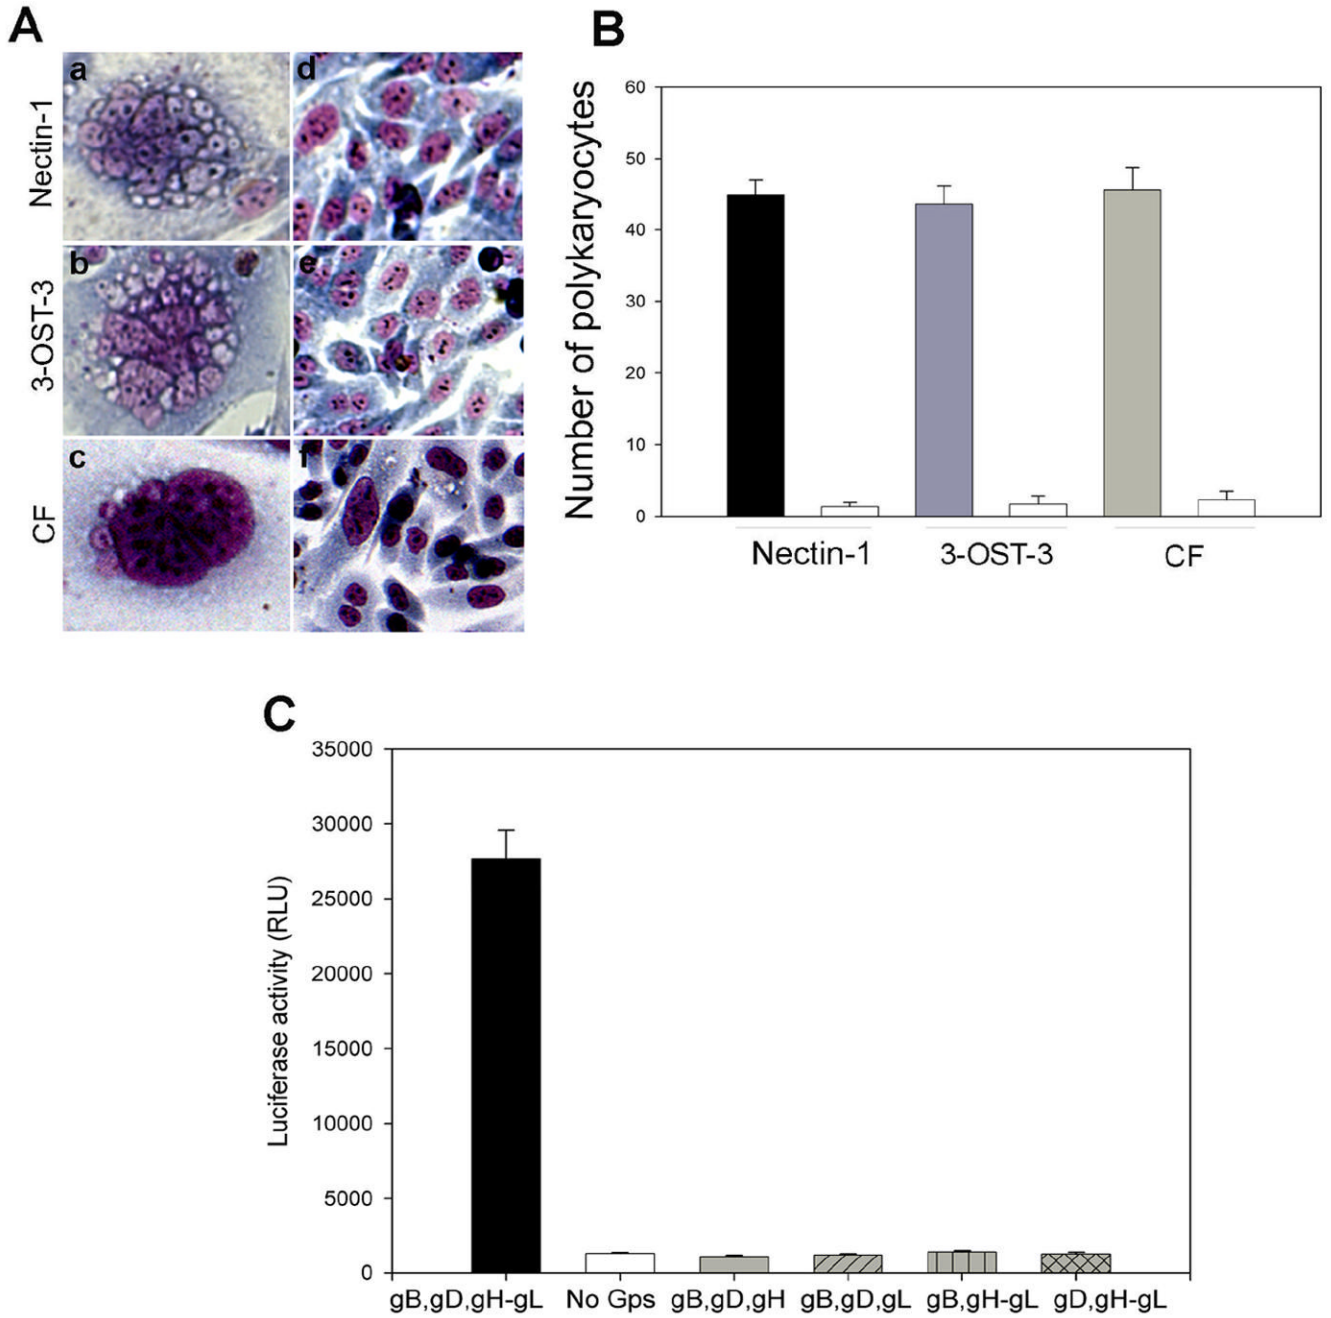 A
a
d
Nectin-1
b
e
3-OST-3
c
f
CF
B
Number of polykaryocytes
60
50
40
30
20
10
0
Nectin-1 3-OST-3 CF
C
Luciferase activity (RLU)
35000
30000
25000
20000
15000
10000
5000
0
gB,gD,gH-gL No Gps gB,gD,gH gB,gD,gL gB,gH-gL gD,gH-gL